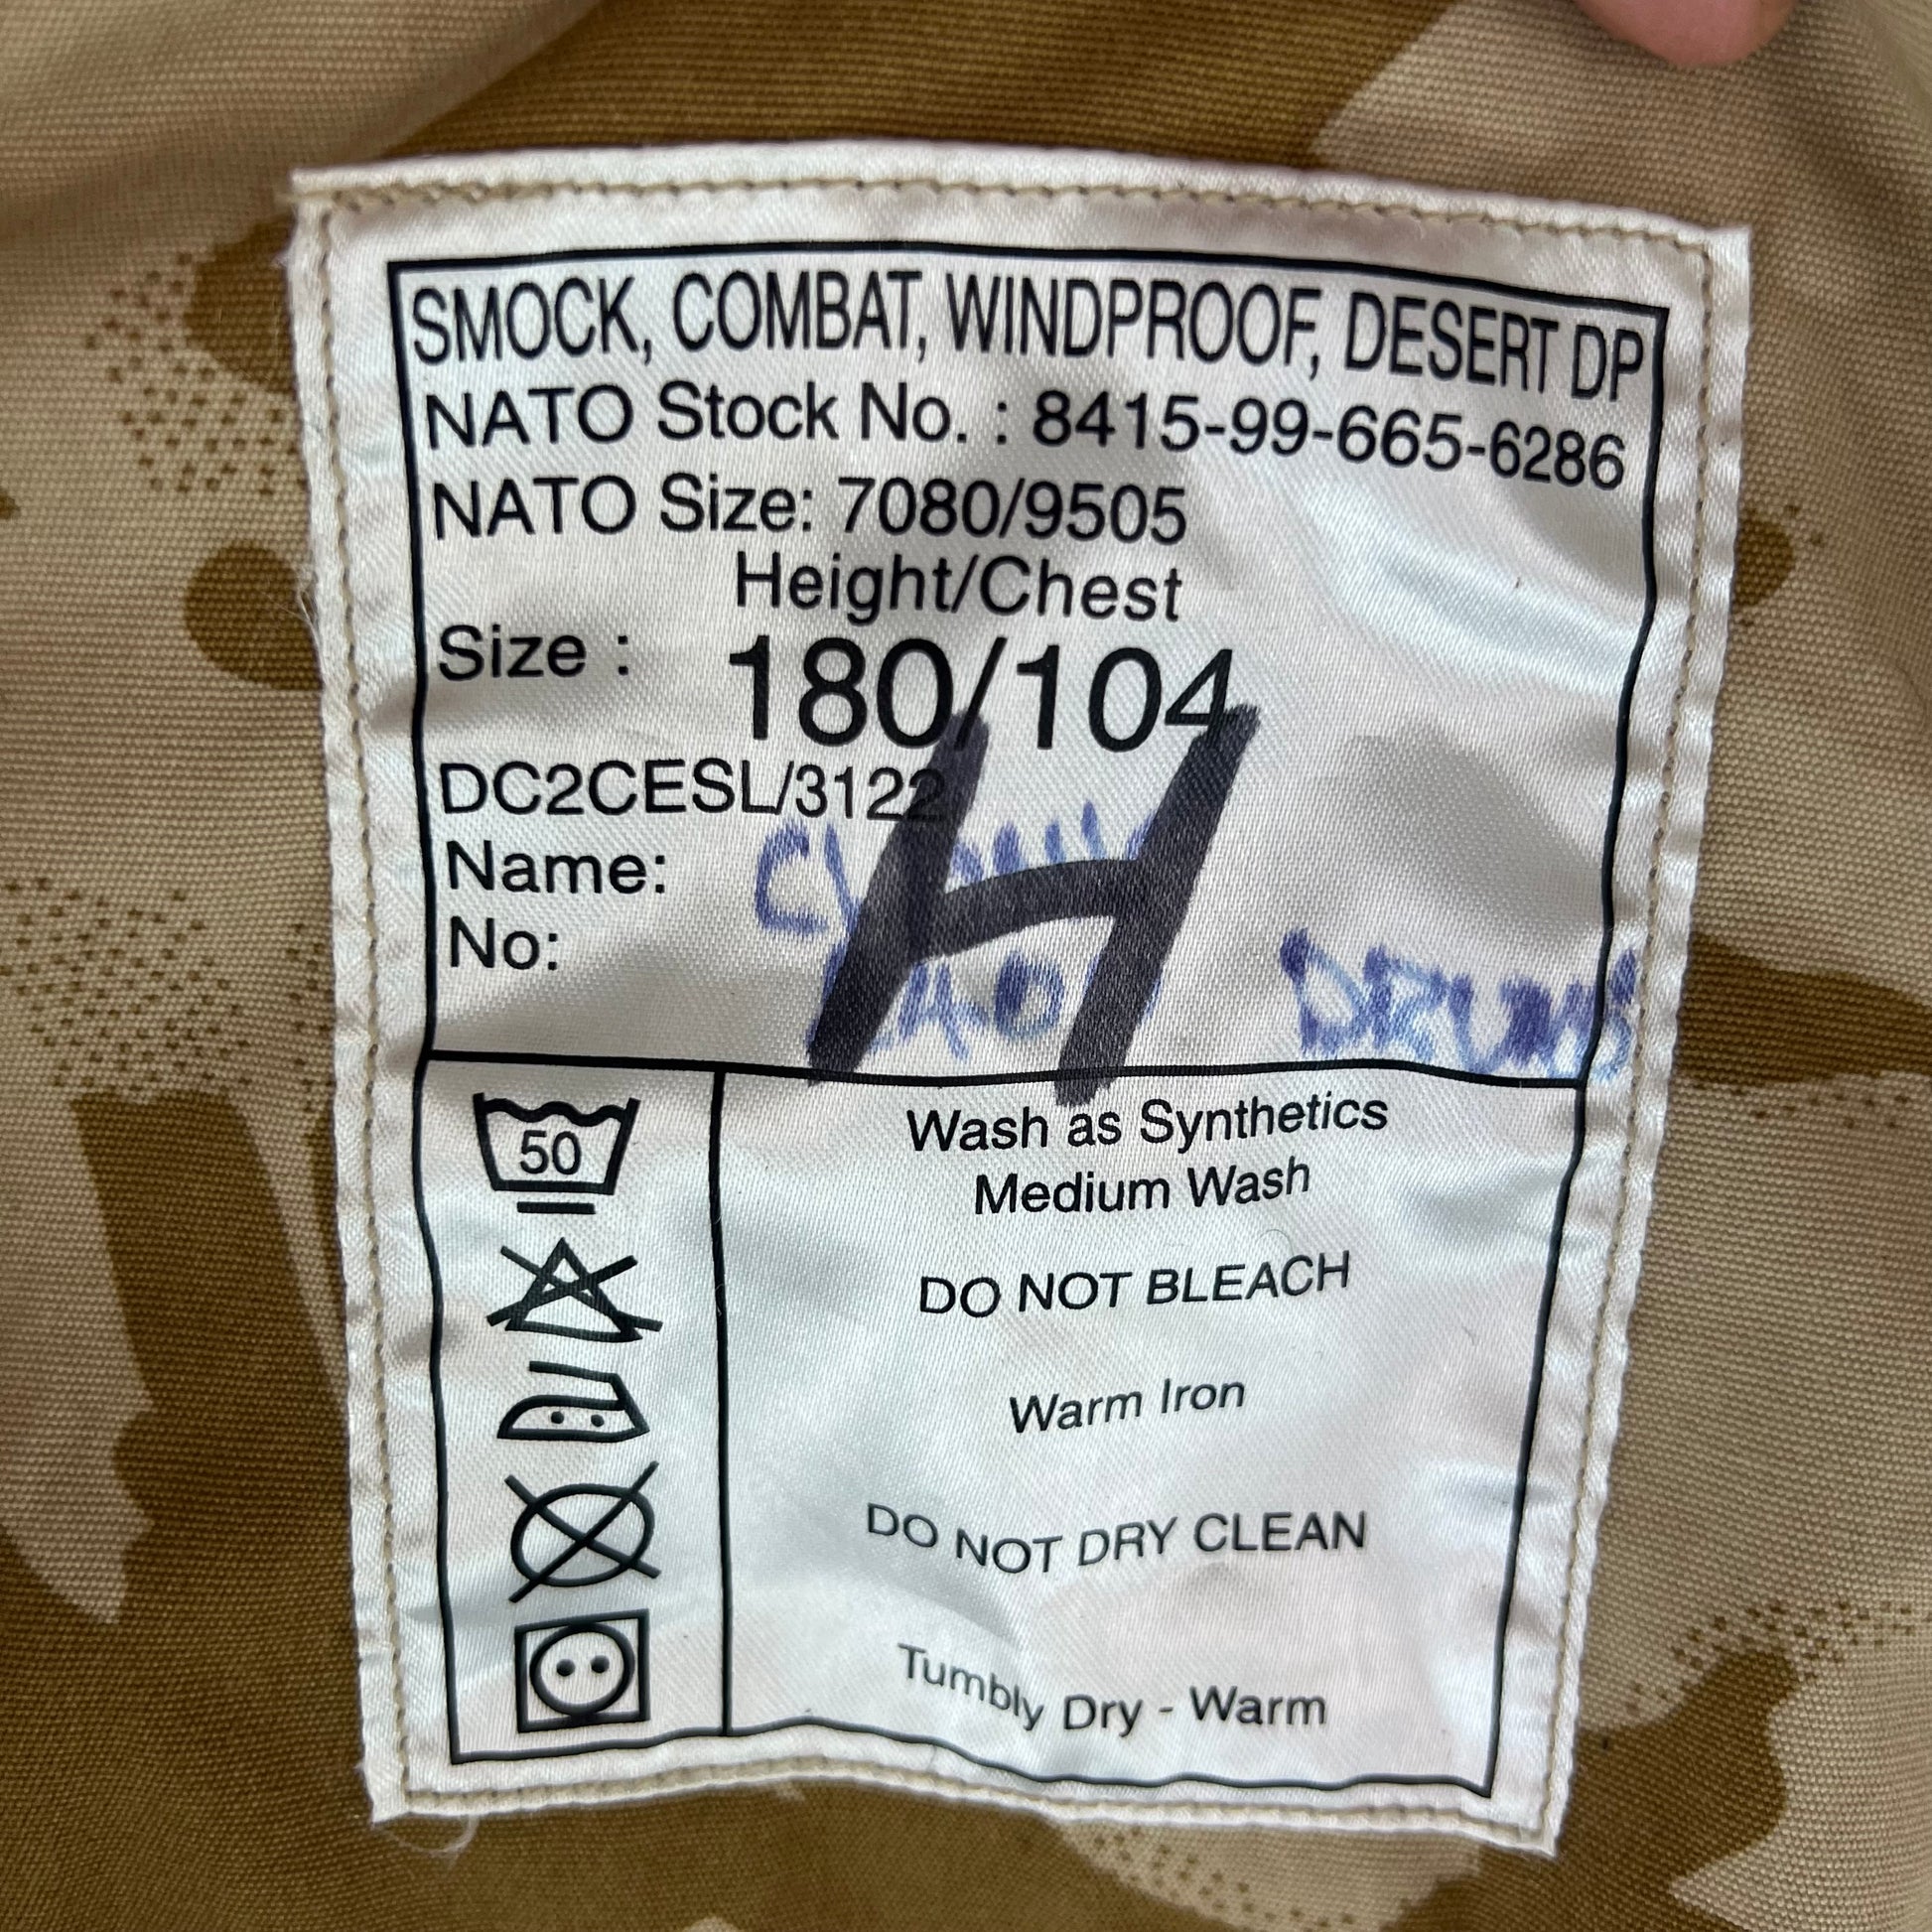 SMOCK, COMBAT, WINDPROOF, DESERT DP
NATO Stock No. : 8415-99-665-6286
NATO Size: 7080/9505
Height/Chest
Size : 180/104
DC2CESL/3122
Name:
No:
H
DRUMS
50
Wash as Synthetics
Medium Wash
DO NOT BLEACH
Warm Iron
DO NOT DRY CLEAN
Tumbly Dry - Warm